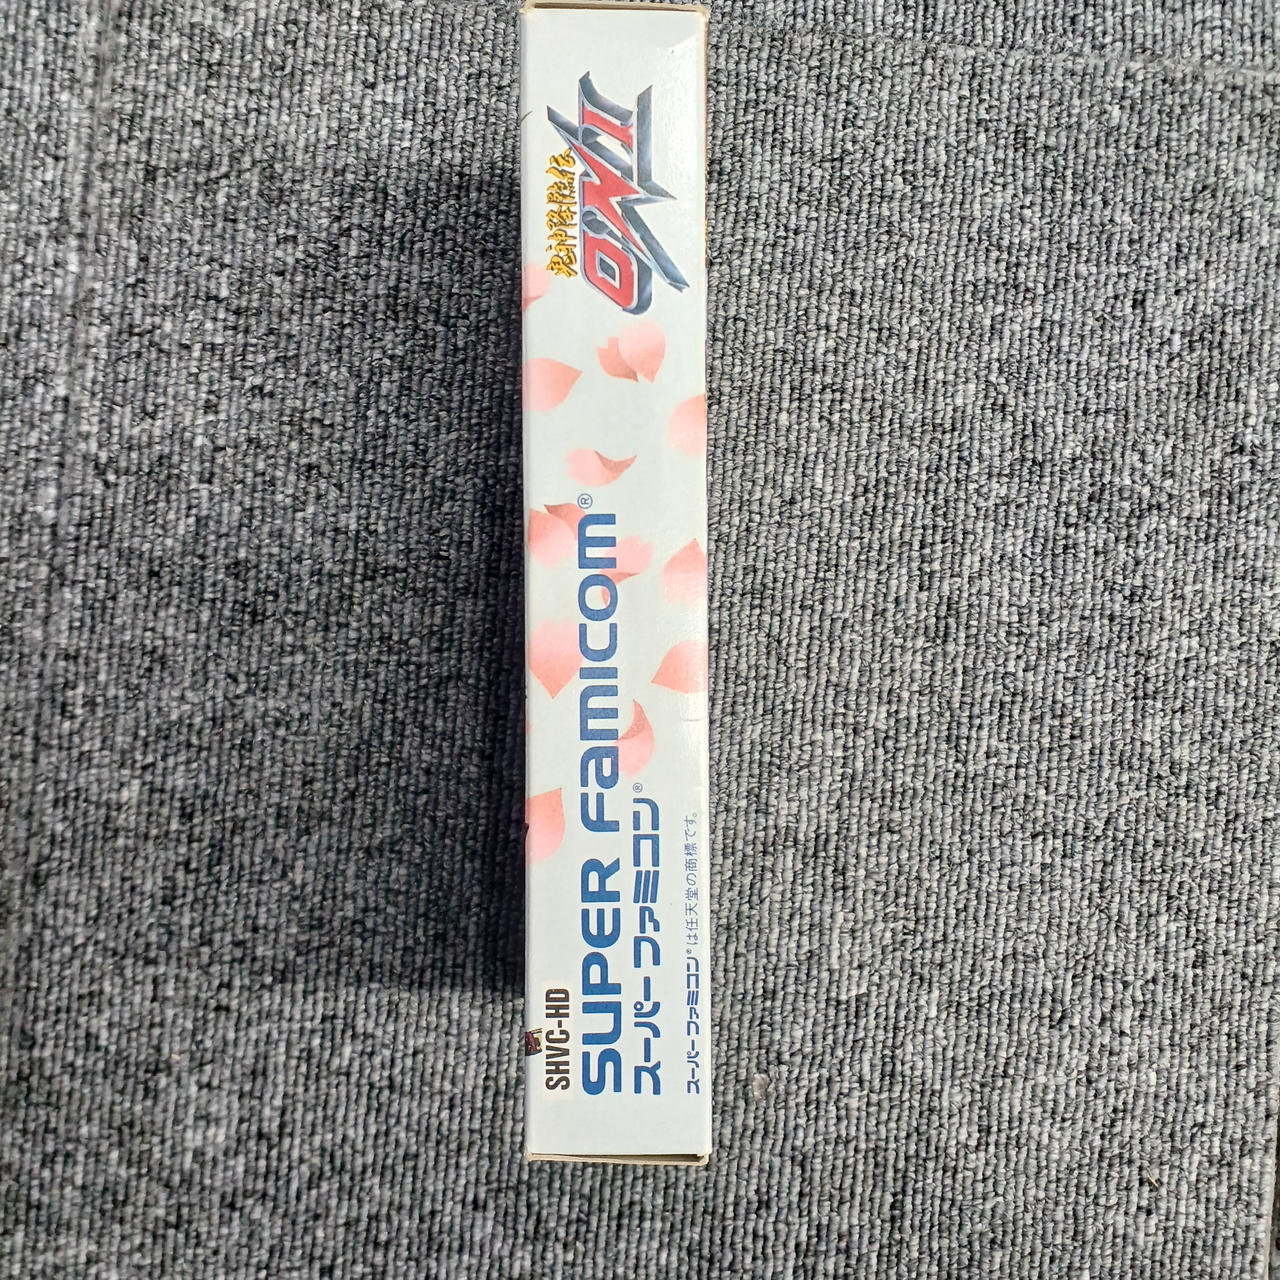 SHVC-HD
SUPER Famicom®
スーパーファミコン®
スーパーファミコン®は任天堂の商標です。
鬼神降臨伝
ONI